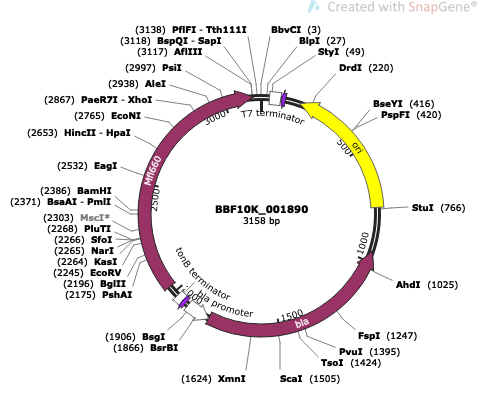 Created with SnapGene®
(3138) PflFI - Tth111I
(3118) BspQI - SapI
(3117) AflIII
(2997) PsiI
(2938) AleI
(2867) PaeR7I - XhoI
(2765) EcoNI
(2653) HincII - HpaI
(2532) EagI
(2386) BamHI
(2371) BsaAI - PmlI
(2303) MscI*
(2268) PluTI
(2266) SfoI
(2265) NarI
(2264) KasI
(2245) EcoRV
(2196) BglII
(2175) PshAI
(1906) BsgI
(1866) BsrBI
(1624) XmnI
BbvCI (3)
BlpI (27)
StyI (49)
DrdI (220)
BseYI (416)
PspFI (420)
StuI (766)
AhdI (1025)
FspI (1247)
PvuI (1395)
TsoI (1424)
ScaI (1505)
T7 terminator
ori
500
1000
1500
2000
2500
3000
Mfl660
bla
bla promoter
tonB terminator
BBF10K_001890
3158 bp